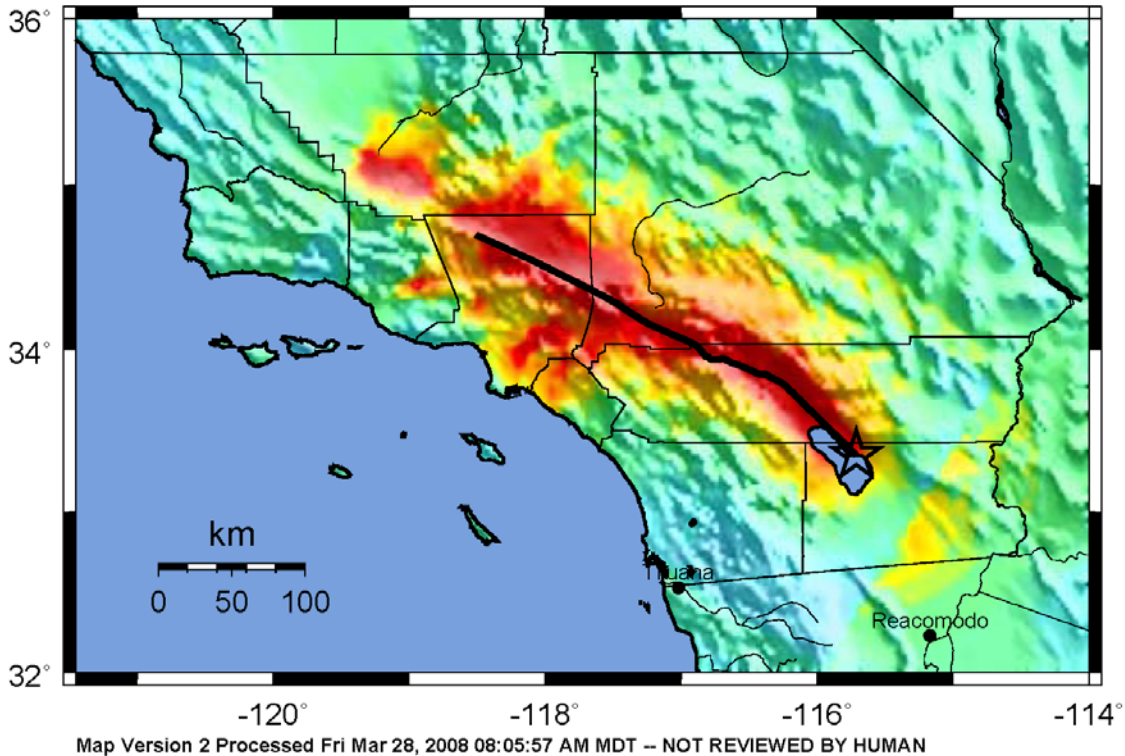 36°
34°
32°
km
0 50 100
Tijuana
Reacomodo
-120° -118° -116° -114°
Map Version 2 Processed Fri Mar 28, 2008 08:05:57 AM MDT -- NOT REVIEWED BY HUMAN